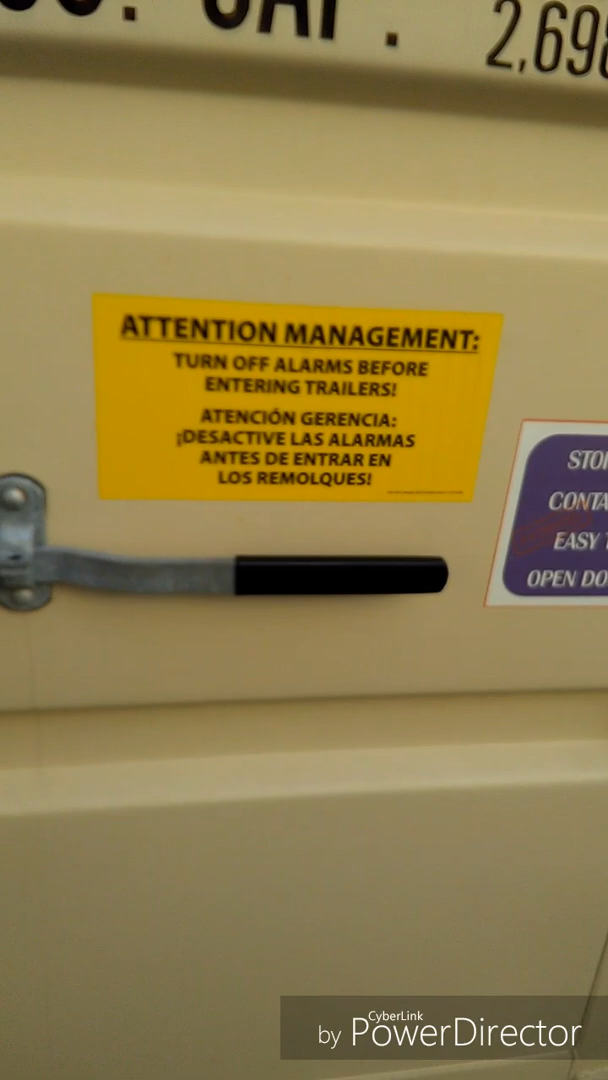 CAP.
2,698
ATTENTION MANAGEMENT:
TURN OFF ALARMS BEFORE
ENTERING TRAILERS!
ATENCIÓN GERENCIA:
¡DESACTIVE LAS ALARMAS
ANTES DE ENTRAR EN
LOS REMOLQUES!
EASY
OPEN
CyberLink
by PowerDirector